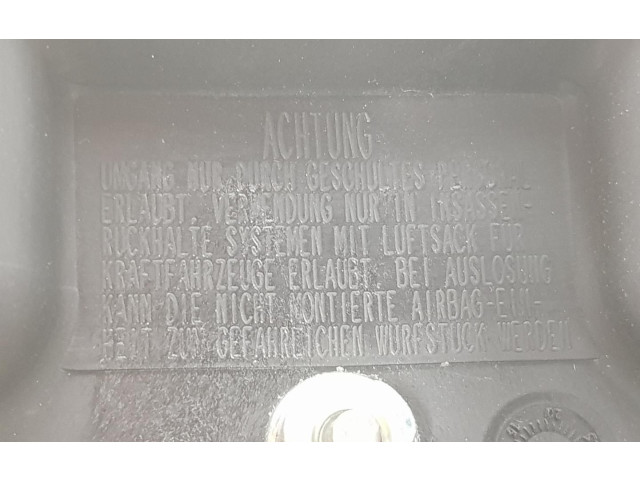 ACHTUNG
UMGANG NUR DURCH GESCHULTES PERSONAL
ERLAUBT. VERWENDUNG NUR IN INSASSEN-
RUCKHALTE SYSTEMEN MIT LUFTSACK FUR
KRAFTFAHRZEUGE ERLAUBT. BEI AUSLOSUNG
KANN DIE NICHT MONTIERTE AIRBAG-EIN-
HEIT ZUM GEFAHRLICHEN WURFSTUCK WERDEN